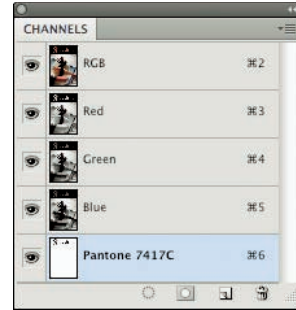 CHANNELS
RGB ⌘2
Red ⌘3
Green ⌘4
Blue ⌘5
Pantone 7417C ⌘6